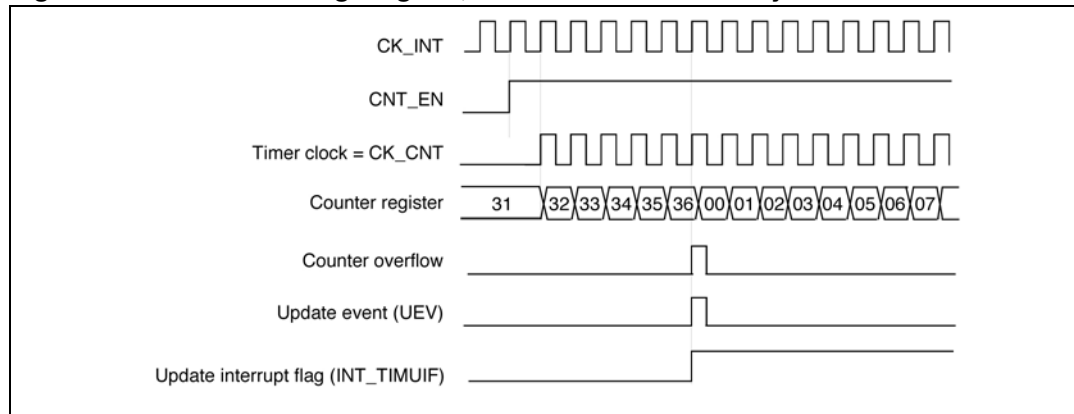 CK_INT
CNT_EN
Timer clock = CK_CNT
Counter register 31 32 33 34 35 36 00 01 02 03 04 05 06 07
Counter overflow
Update event (UEV)
Update interrupt flag (INT_TIMUIF)